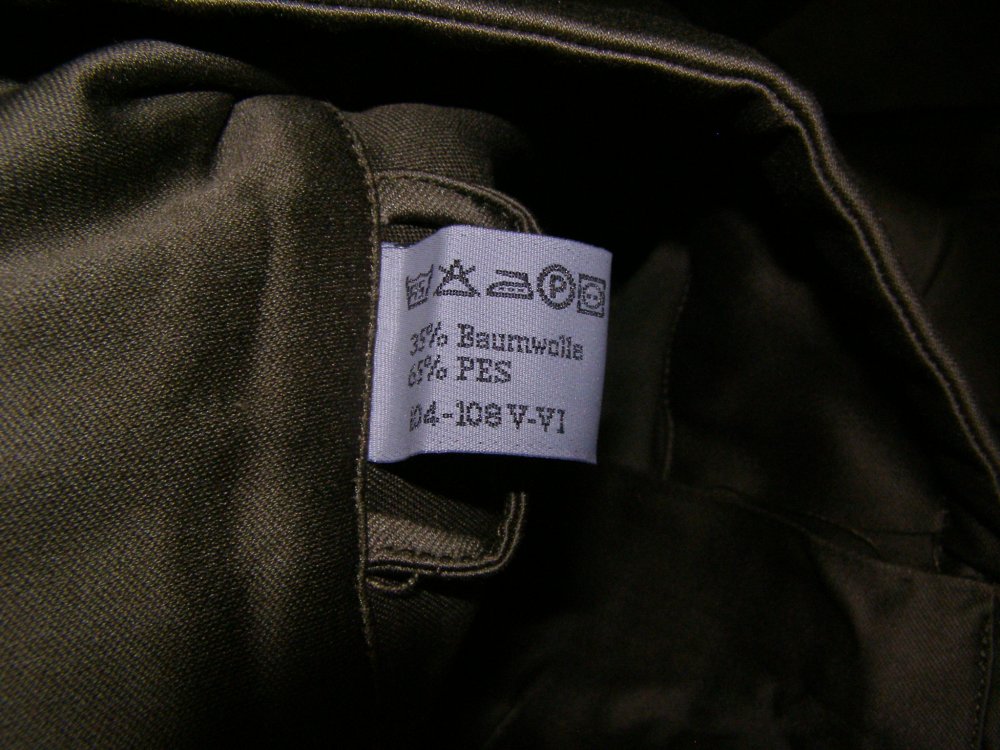 P
35% Baumwolle
65% PES
104-108 V-VI